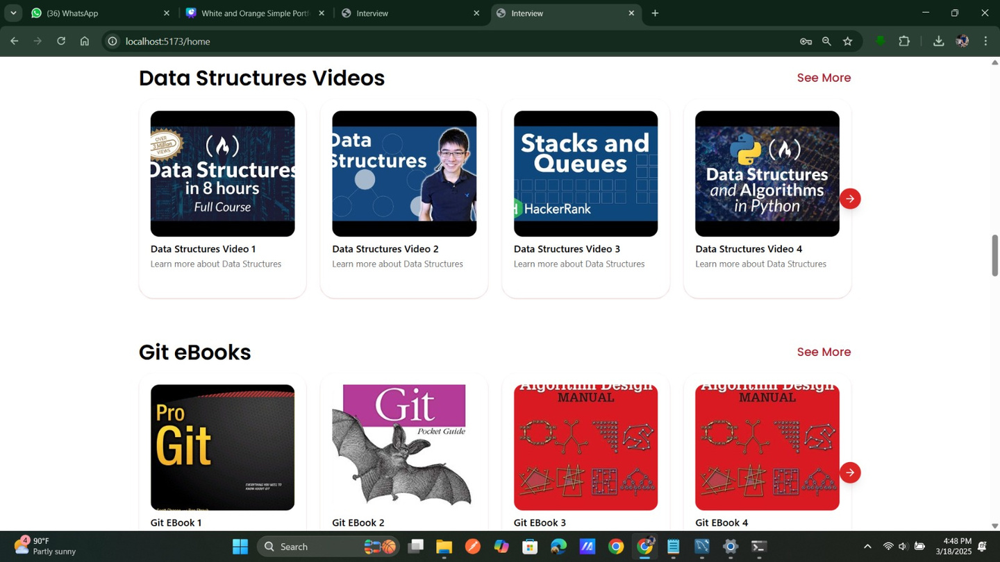 (36) WhatsApp
White and Orange Simple Portf
Interview
Interview
localhost:5173/home
Data Structures Videos
See More
OVER
3 Million
VIEWS
Data Structures
in 8 hours
Full Course
Data Structures Video 1
Learn more about Data Structures
Data
Structures
Data Structures Video 2
Learn more about Data Structures
Stacks and
Queues
HackerRank
Data Structures Video 3
Learn more about Data Structures
Data Structures
and Algorithms
in Python
Data Structures Video 4
Learn more about Data Structures
Git eBooks
See More
Pro
Git
EVERYTHING YOU NEED TO
KNOW ABOUT GIT
Git EBook 1
Git
Pocket Guide
Git EBook 2
Algorithm Design
MANUAL
Git EBook 3
Algorithm Design
MANUAL
Git EBook 4
4
90°F
Partly sunny
Search
4:48 PM
3/18/2025